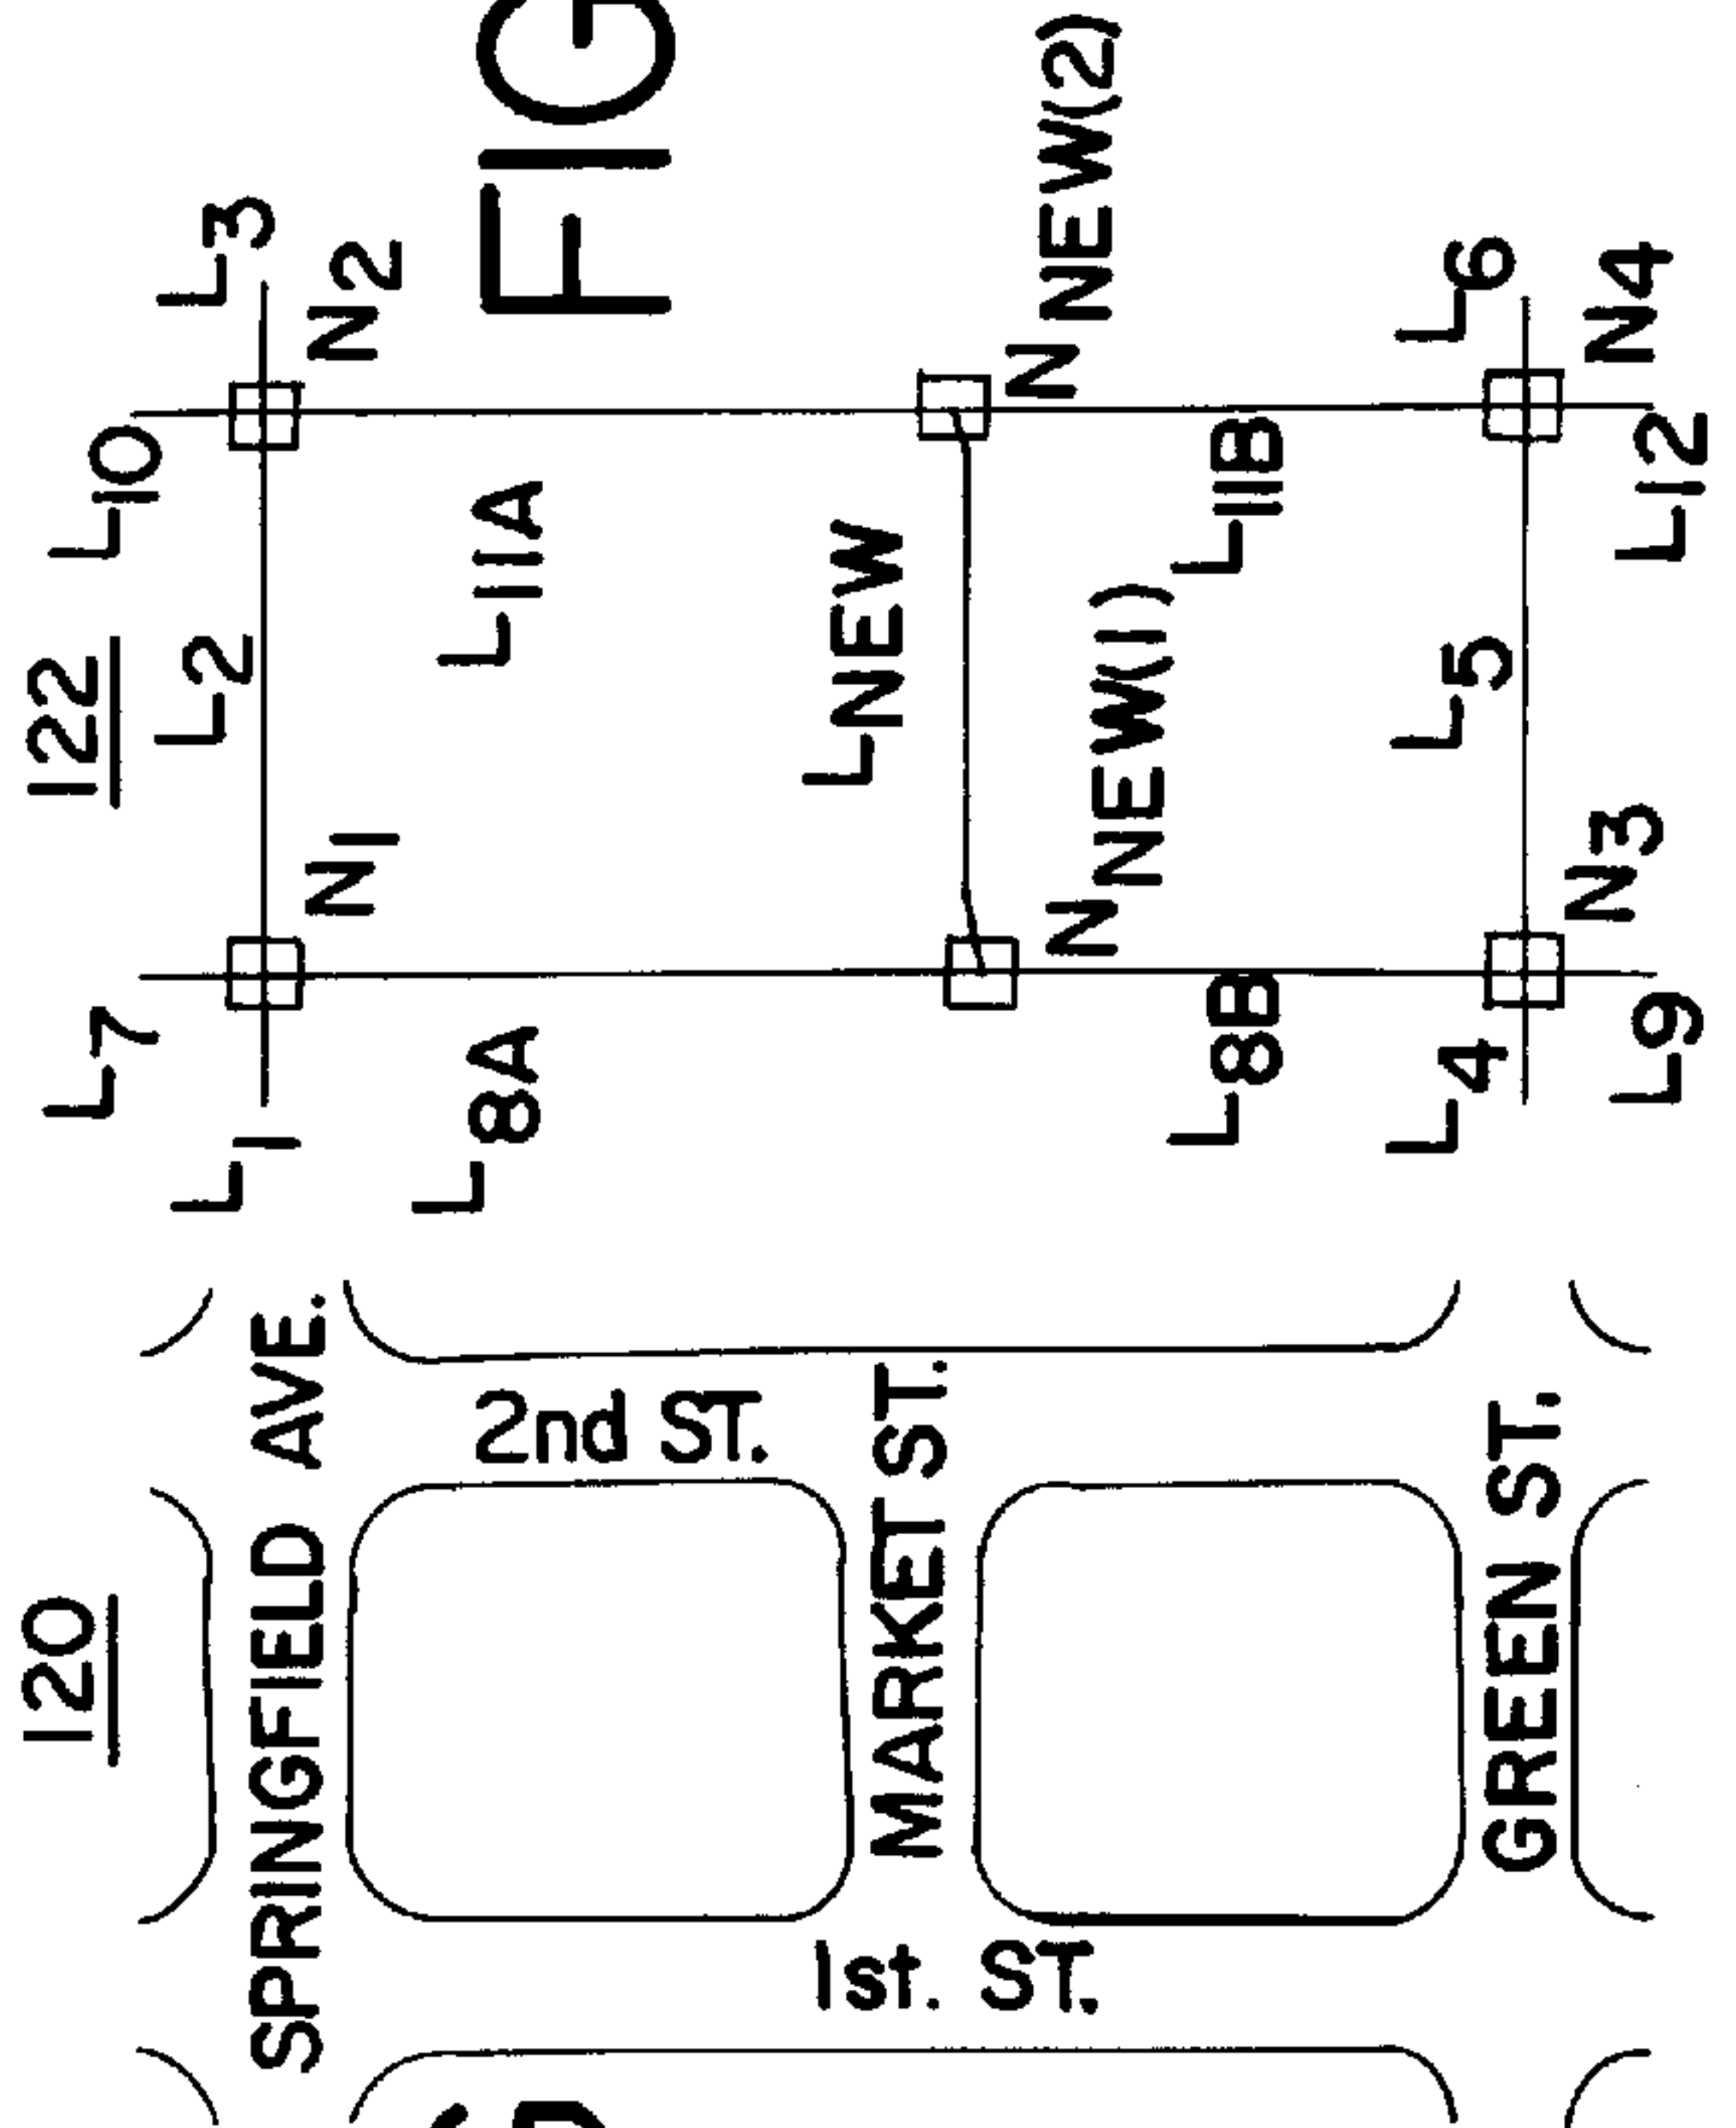 120
SPRINGFIELD AVE.
1st. ST.
2nd ST.
MARKET ST.
GREEN ST.
122
L7
L10
L1
L2
L3
N1
N2
L8A
L11A
FIG
LNEW
NNEW(1)
NNEW(2)
L8B
L11B
L4
L5
L6
N3
N4
L9
L12